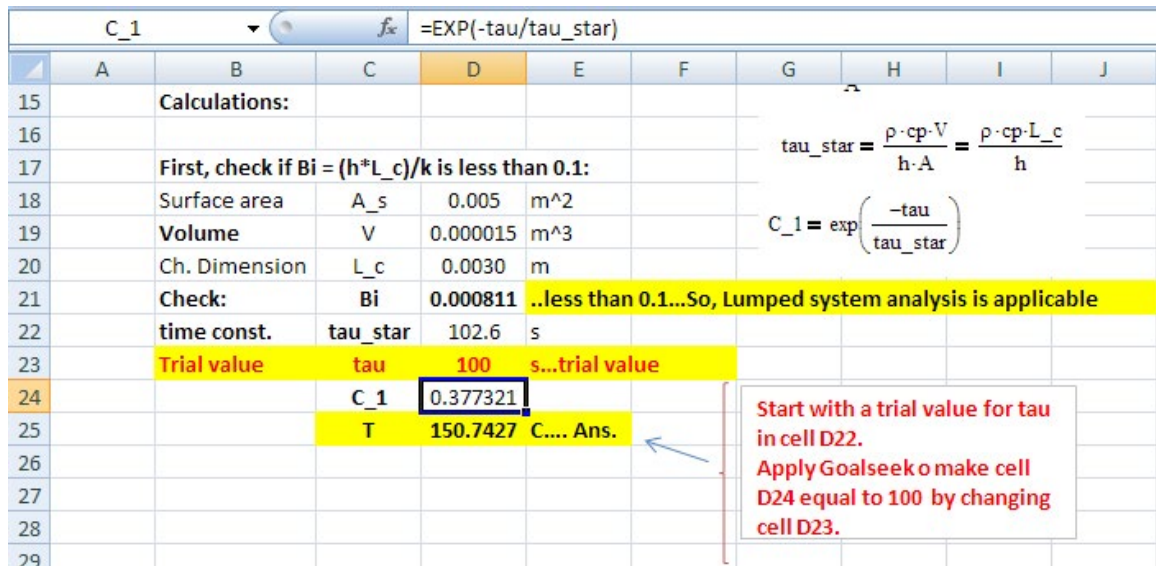 C_1 fx =EXP(-tau/tau_star)
A B C D E F G H I J
15 Calculations:
16
17 First, check if Bi = (h*L_c)/k is less than 0.1:
18 Surface area A_s 0.005 m^2
19 Volume V 0.000015 m^3
20 Ch. Dimension L_c 0.0030 m
21 Check: Bi 0.000811 ..less than 0.1...So, Lumped system analysis is applicable
22 time const. tau_star 102.6 s
23 Trial value tau 100 s...trial value
24 C_1 0.377321
25 T 150.7427 C.... Ans.
26
27
28
29
A
tau_star = ρ·cp·V / h·A = ρ·cp·L_c / h
C_1 = exp(−tau / tau_star)
Start with a trial value for tau
in cell D22.
Apply Goalseek o make cell
D24 equal to 100 by changing
cell D23.